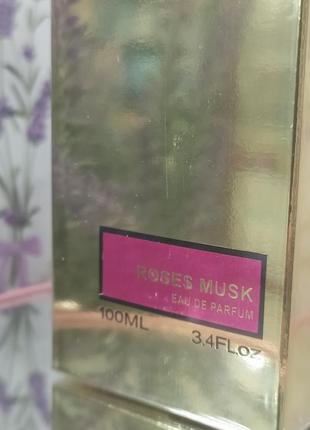 ROSES MUSK
EAU DE PARFUM
100ML 3.4FL.OZ